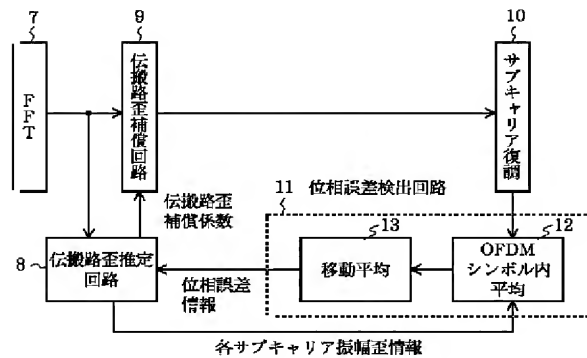 7
9
10
FFT
伝搬路歪補償回路
サブキャリア復調
伝搬路歪
補償係数
11
位相誤差検出回路
13
12
8
伝搬路歪推定
回路
位相誤差
情報
移動平均
OFDM
シンボル内
平均
各サブキャリア振幅歪情報